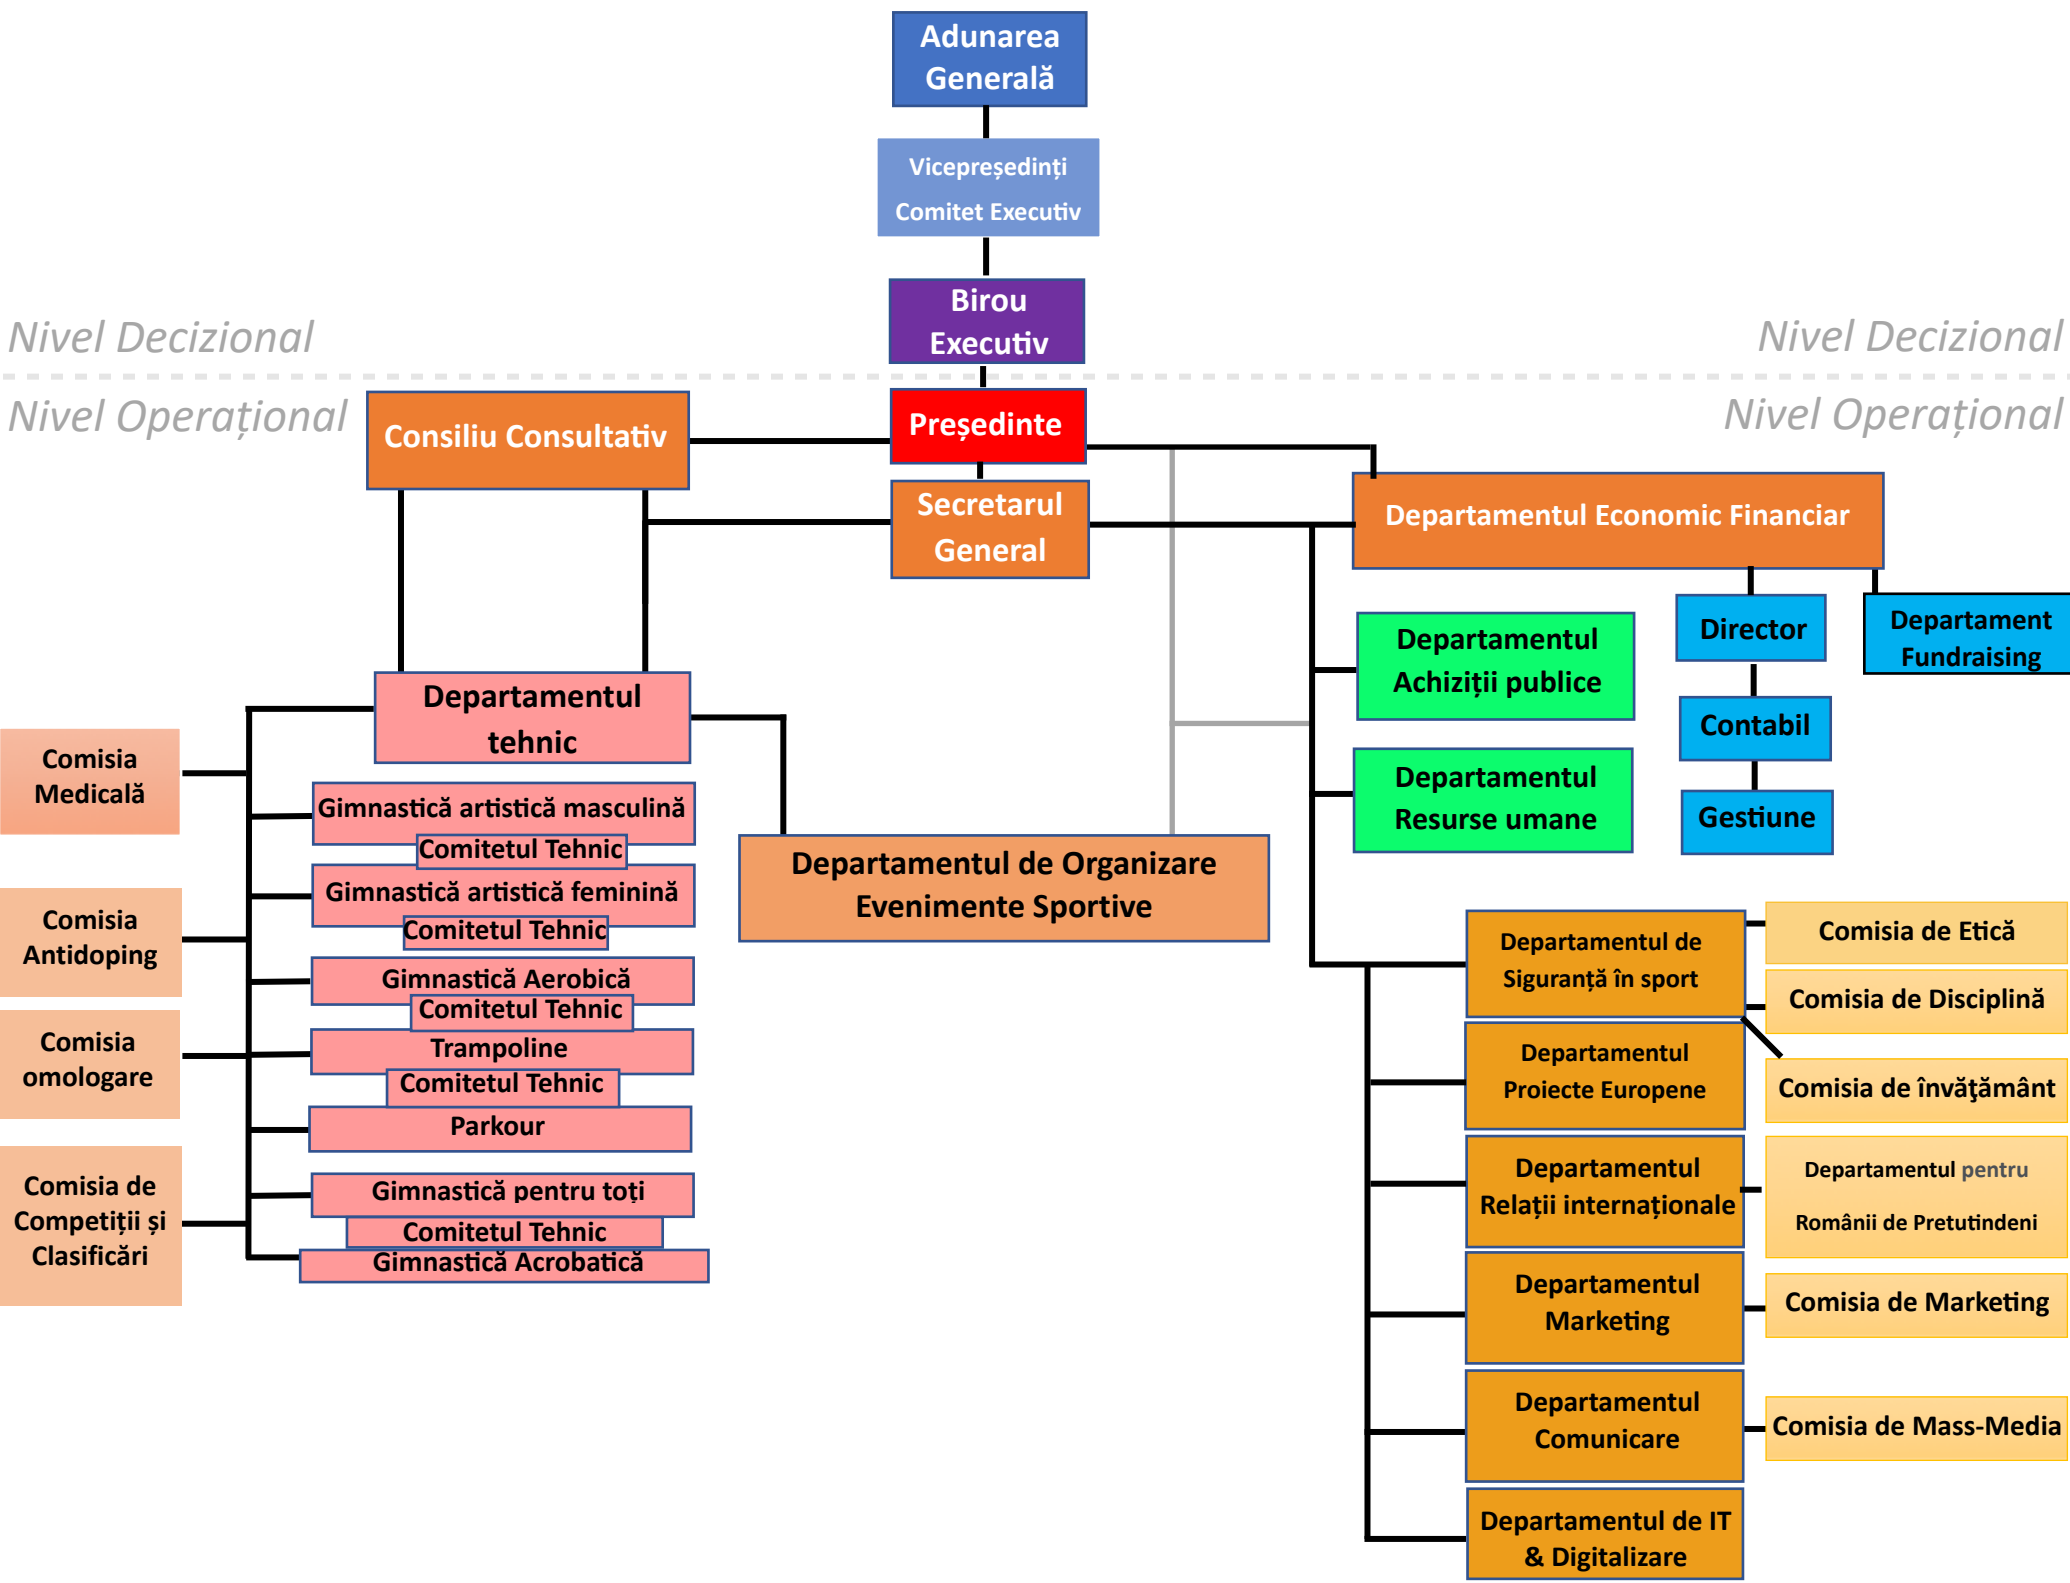 Adunarea
Generală
Vicepreședinți
Comitet Executiv
Birou
Executiv
Nivel Decizional
Nivel Decizional
Nivel Operațional
Nivel Operațional
Consiliu Consultativ
Președinte
Secretarul
General
Departamentul Economic Financiar
Director
Departament
Fundraising
Departamentul
Achiziții publice
Contabil
Departamentul
Resurse umane
Gestiune
Departamentul
tehnic
Comisia
Medicală
Comisia
Antidoping
Comisia
omologare
Comisia de
Competiții și
Clasificări
Gimnastică artistică masculină
Comitetul Tehnic
Gimnastică artistică feminină
Comitetul Tehnic
Gimnastică Aerobică
Comitetul Tehnic
Trampoline
Comitetul Tehnic
Parkour
Gimnastică pentru toți
Comitetul Tehnic
Gimnastică Acrobatică
Departamentul de Organizare
Evenimente Sportive
Departamentul de
Siguranță în sport
Comisia de Etică
Comisia de Disciplină
Comisia de învăţământ
Departamentul
Proiecte Europene
Departamentul
Relații internaționale
Departamentul pentru
Românii de Pretutindeni
Departamentul
Marketing
Comisia de Marketing
Departamentul
Comunicare
Comisia de Mass-Media
Departamentul de IT
& Digitalizare